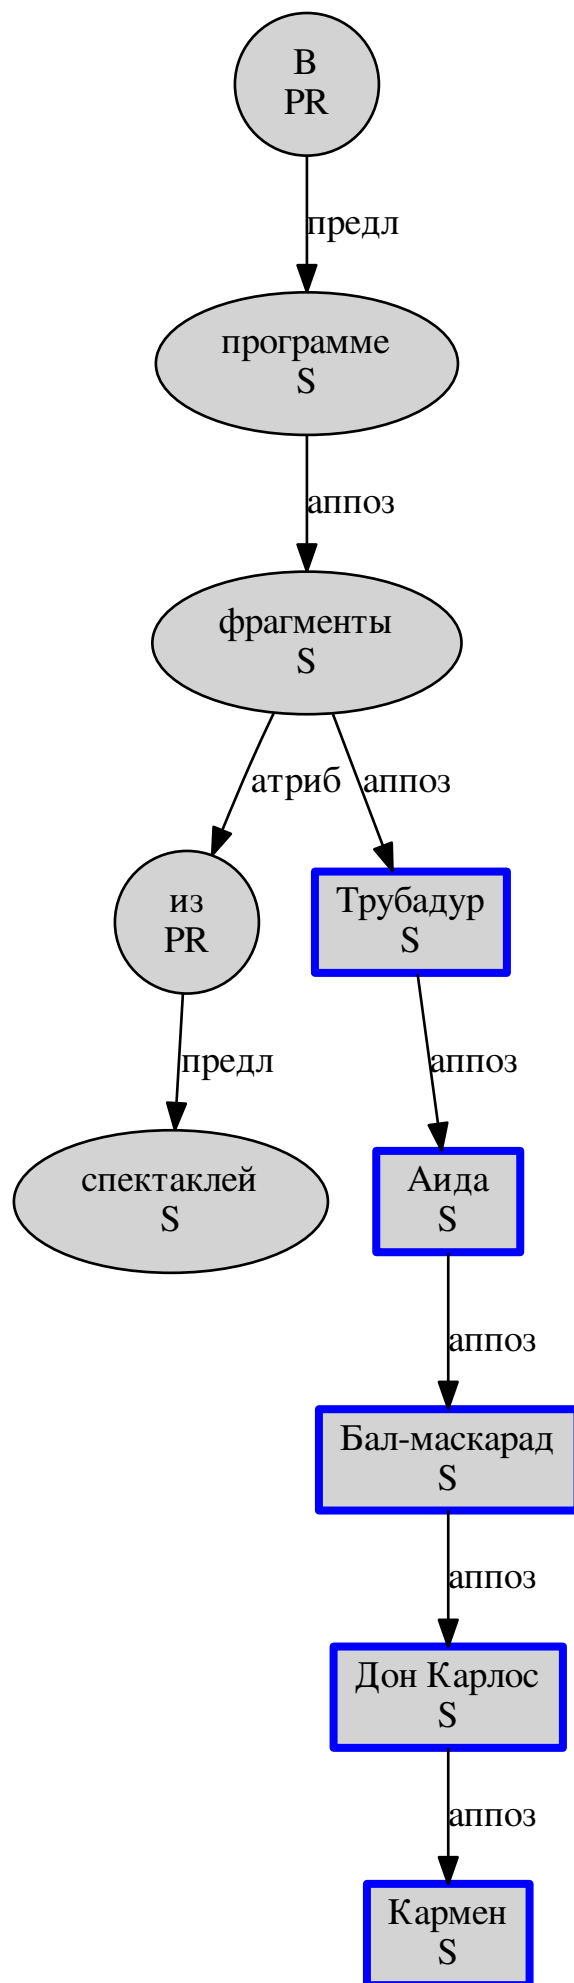 В
PR
предл
программе
S
аппоз
фрагменты
S
атриб
аппоз
из
PR
Трубадур
S
предл
аппоз
спектаклей
S
Аида
S
аппоз
Бал-маскарад
S
аппоз
Дон Карлос
S
аппоз
Кармен
S